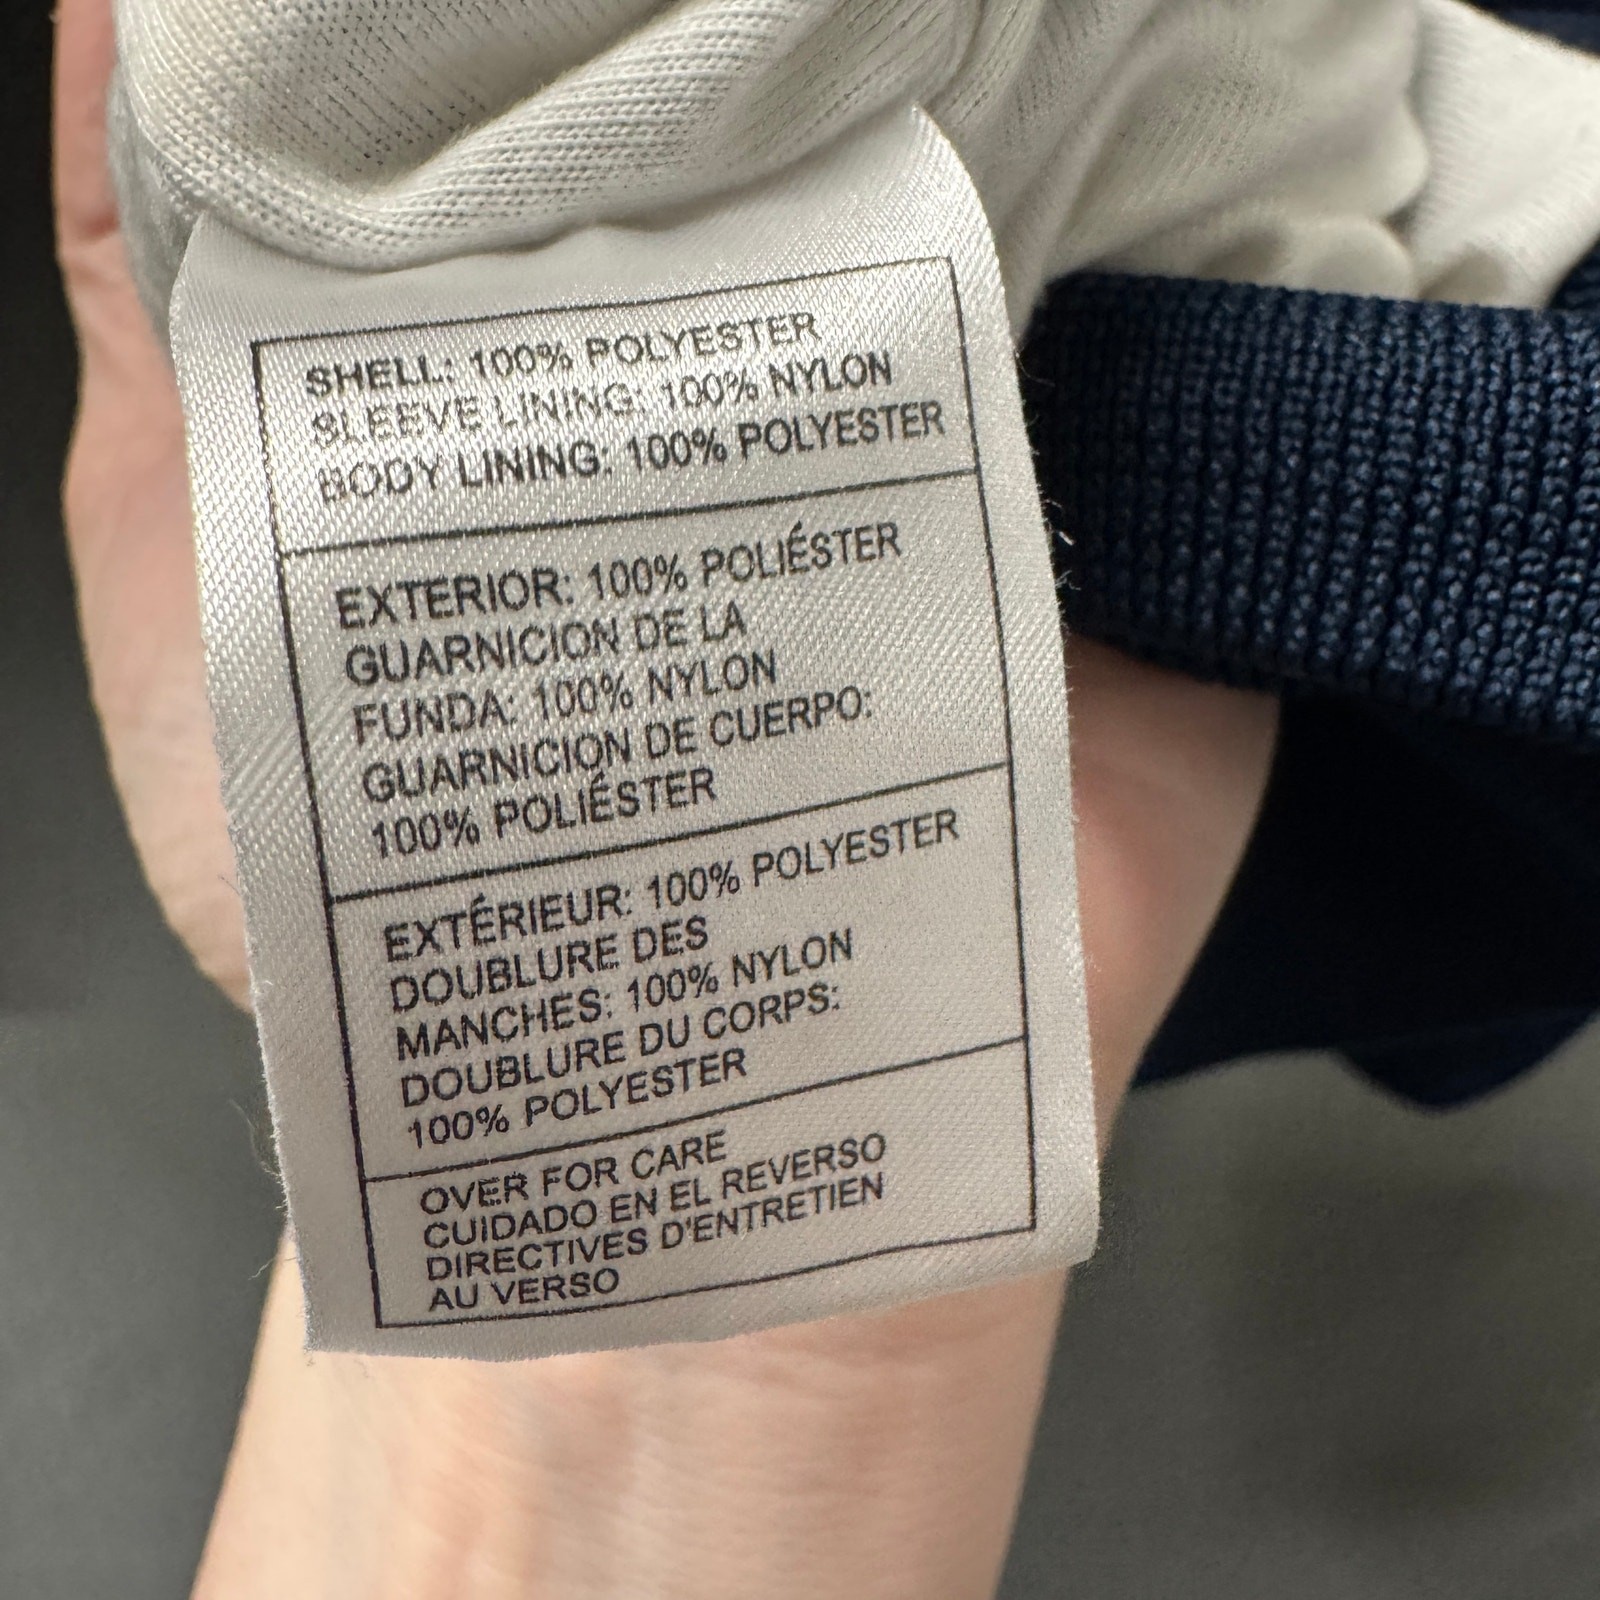 SHELL: 100% POLYESTER
SLEEVE LINING: 100% NYLON
BODY LINING: 100% POLYESTER
EXTERIOR: 100% POLIÉSTER
GUARNICION DE LA
FUNDA: 100% NYLON
GUARNICION DE CUERPO:
100% POLIÉSTER
EXTÉRIEUR: 100% POLYESTER
DOUBLURE DES
MANCHES: 100% NYLON
DOUBLURE DU CORPS:
100% POLYESTER
OVER FOR CARE
CUIDADO EN EL REVERSO
DIRECTIVES D'ENTRETIEN
AU VERSO